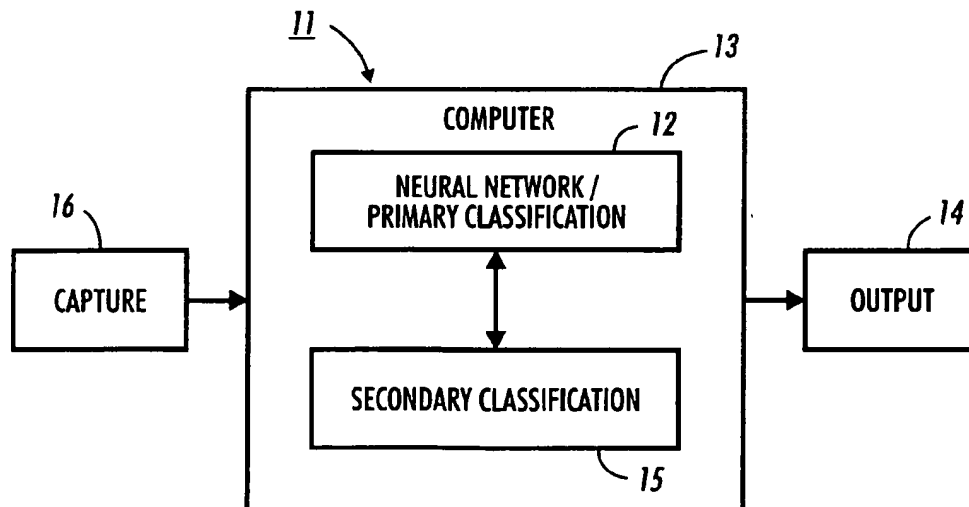 11
13
COMPUTER
12
NEURAL NETWORK /
PRIMARY CLASSIFICATION
16
14
CAPTURE
OUTPUT
SECONDARY CLASSIFICATION
15